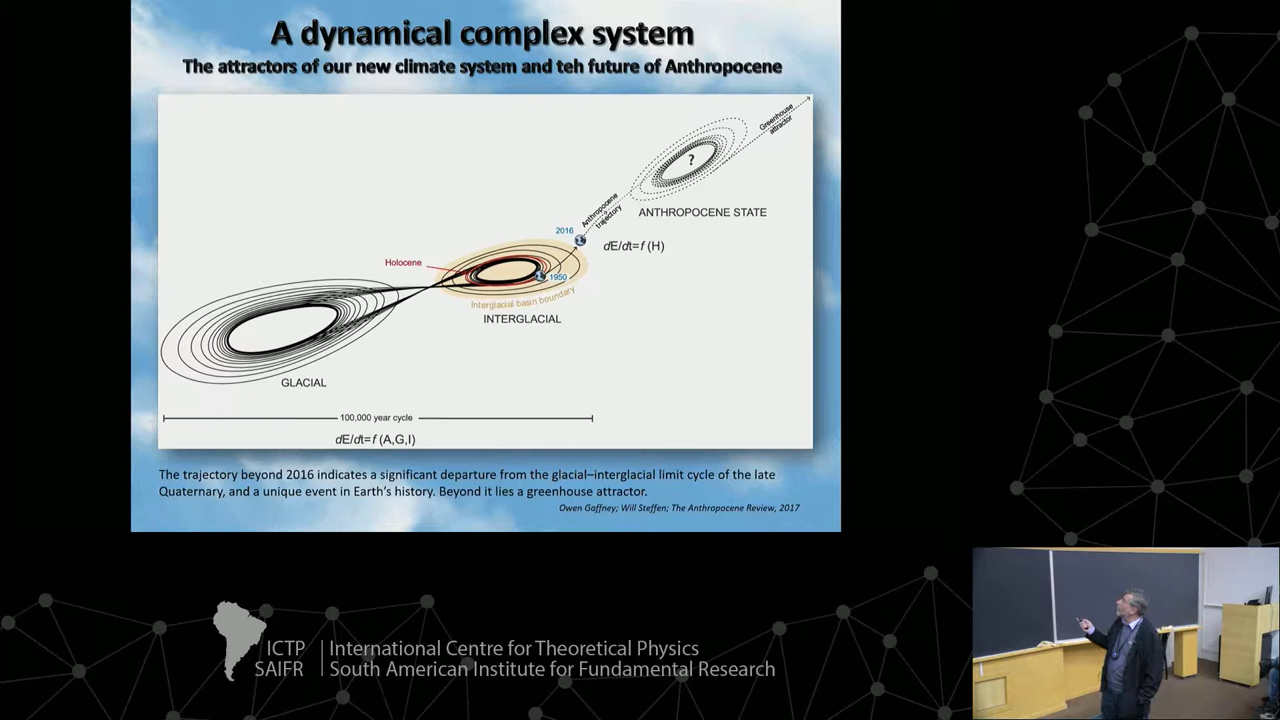 A dynamical complex system
The attractors of our new climate system and teh future of Anthropocene
Greenhouse
attractor
?
ANTHROPOCENE STATE
Anthropocene
trajectory
2016
dE/dt=f (H)
Holocene
1950
Interglacial basin boundary
INTERGLACIAL
GLACIAL
100,000 year cycle
dE/dt=f (A,G,I)
The trajectory beyond 2016 indicates a significant departure from the glacial–interglacial limit cycle of the late
Quaternary, and a unique event in Earth's history. Beyond it lies a greenhouse attractor.
Owen Gaffney; Will Steffen; The Anthropocene Review, 2017
ICTP
SAIFR
International Centre for Theoretical Physics
South American Institute for Fundamental Research